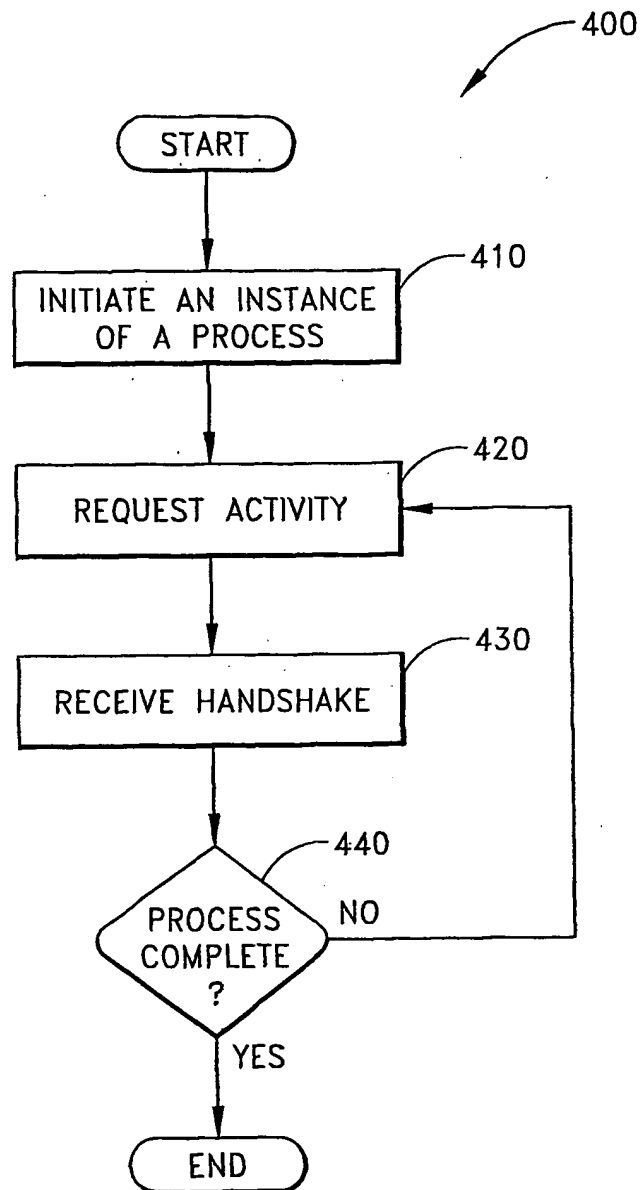 400
START
410
INITIATE AN INSTANCE
OF A PROCESS
420
REQUEST ACTIVITY
430
RECEIVE HANDSHAKE
440
PROCESS
COMPLETE
?
NO
YES
END